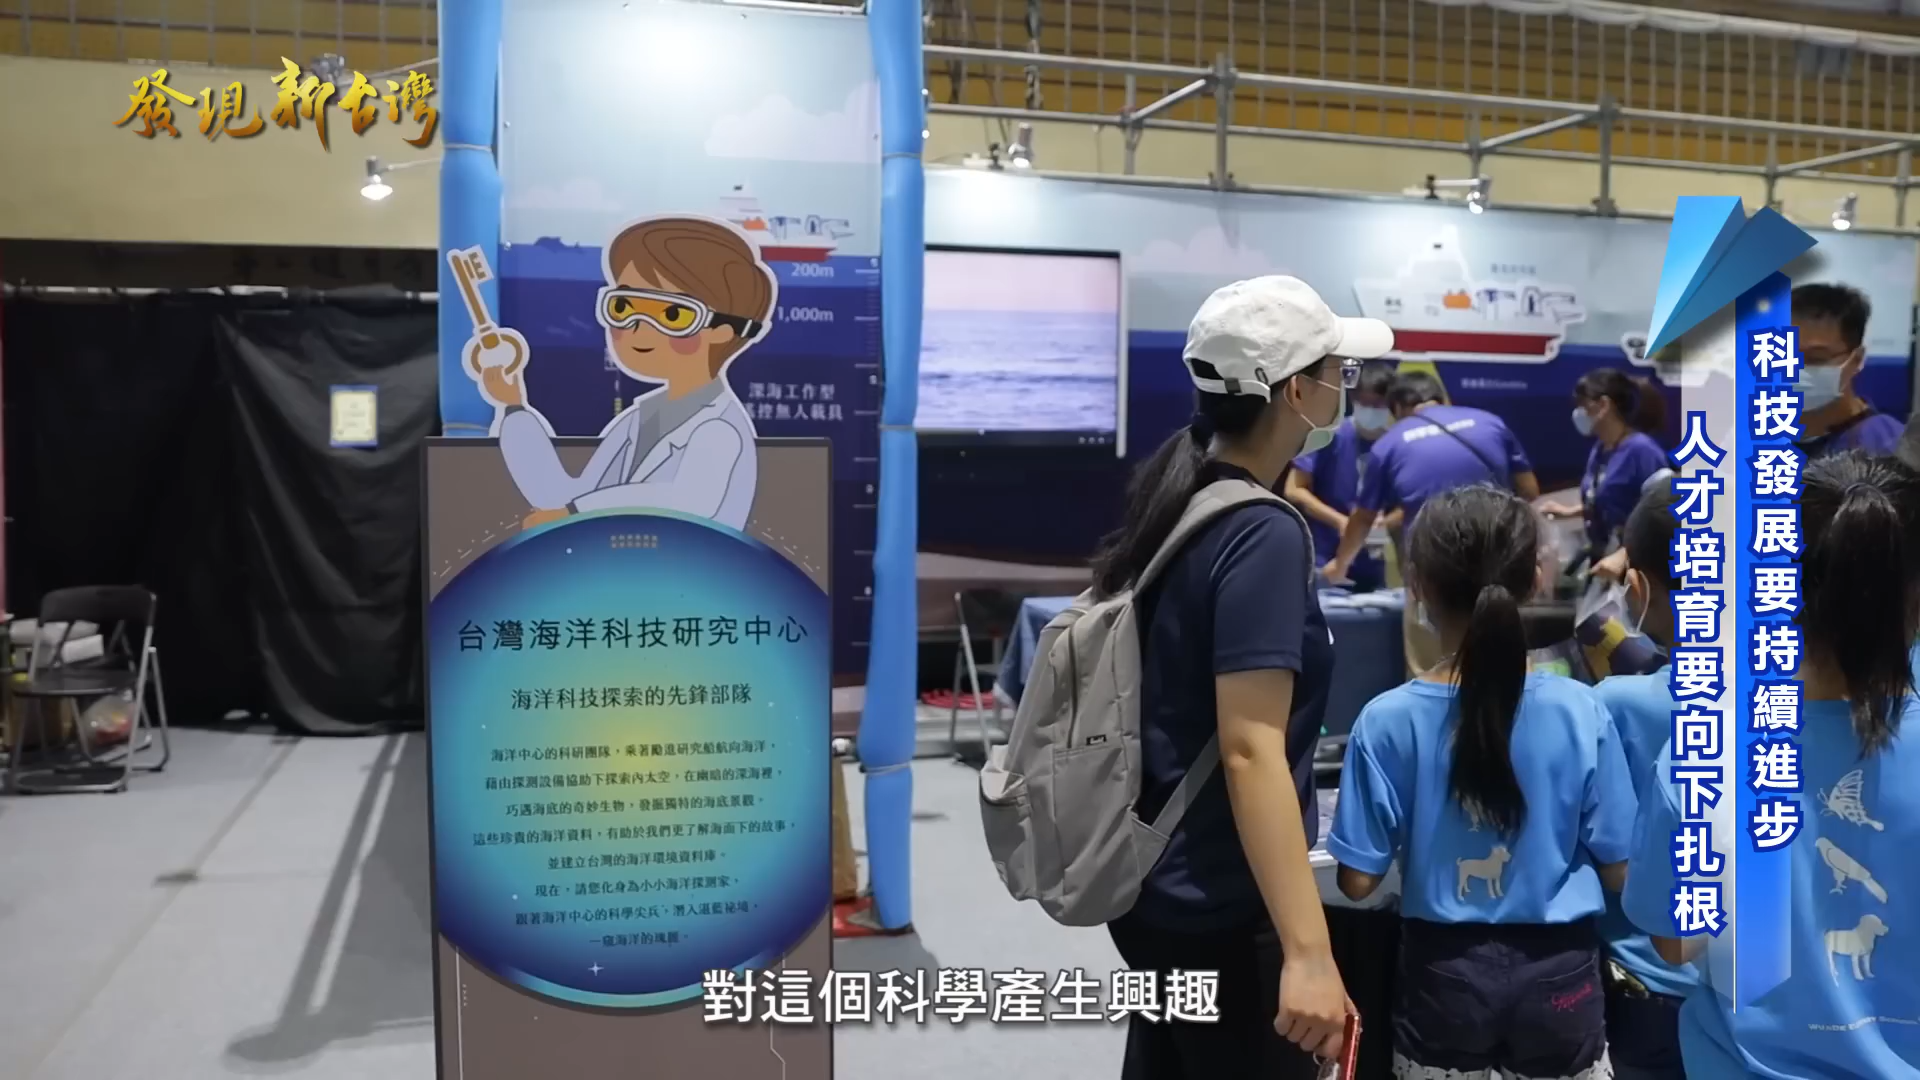 發現新台灣
200m
1,000m
深海工作型
遙控無人載具
科技發展要持續進步
人才培育要向下扎根
台灣海洋科技研究中心
海洋科技探索的先鋒部隊
海洋中心的科研團隊，乘著勵進研究船航向海洋、
藉由探測設備協助下探索內太空，在幽暗的深海裡，
巧遇海底的奇妙生物，發掘獨特的海底景觀。
這些珍貴的海洋資料，有助於我們更了解海面下的故事，
並建立台灣的海洋環境資料庫。
現在，請您化身為小小海洋探測家、
跟著海洋中心的科學尖兵，潛入湛藍祕境，
一窺海洋的瑰麗。
對這個科學產生興趣